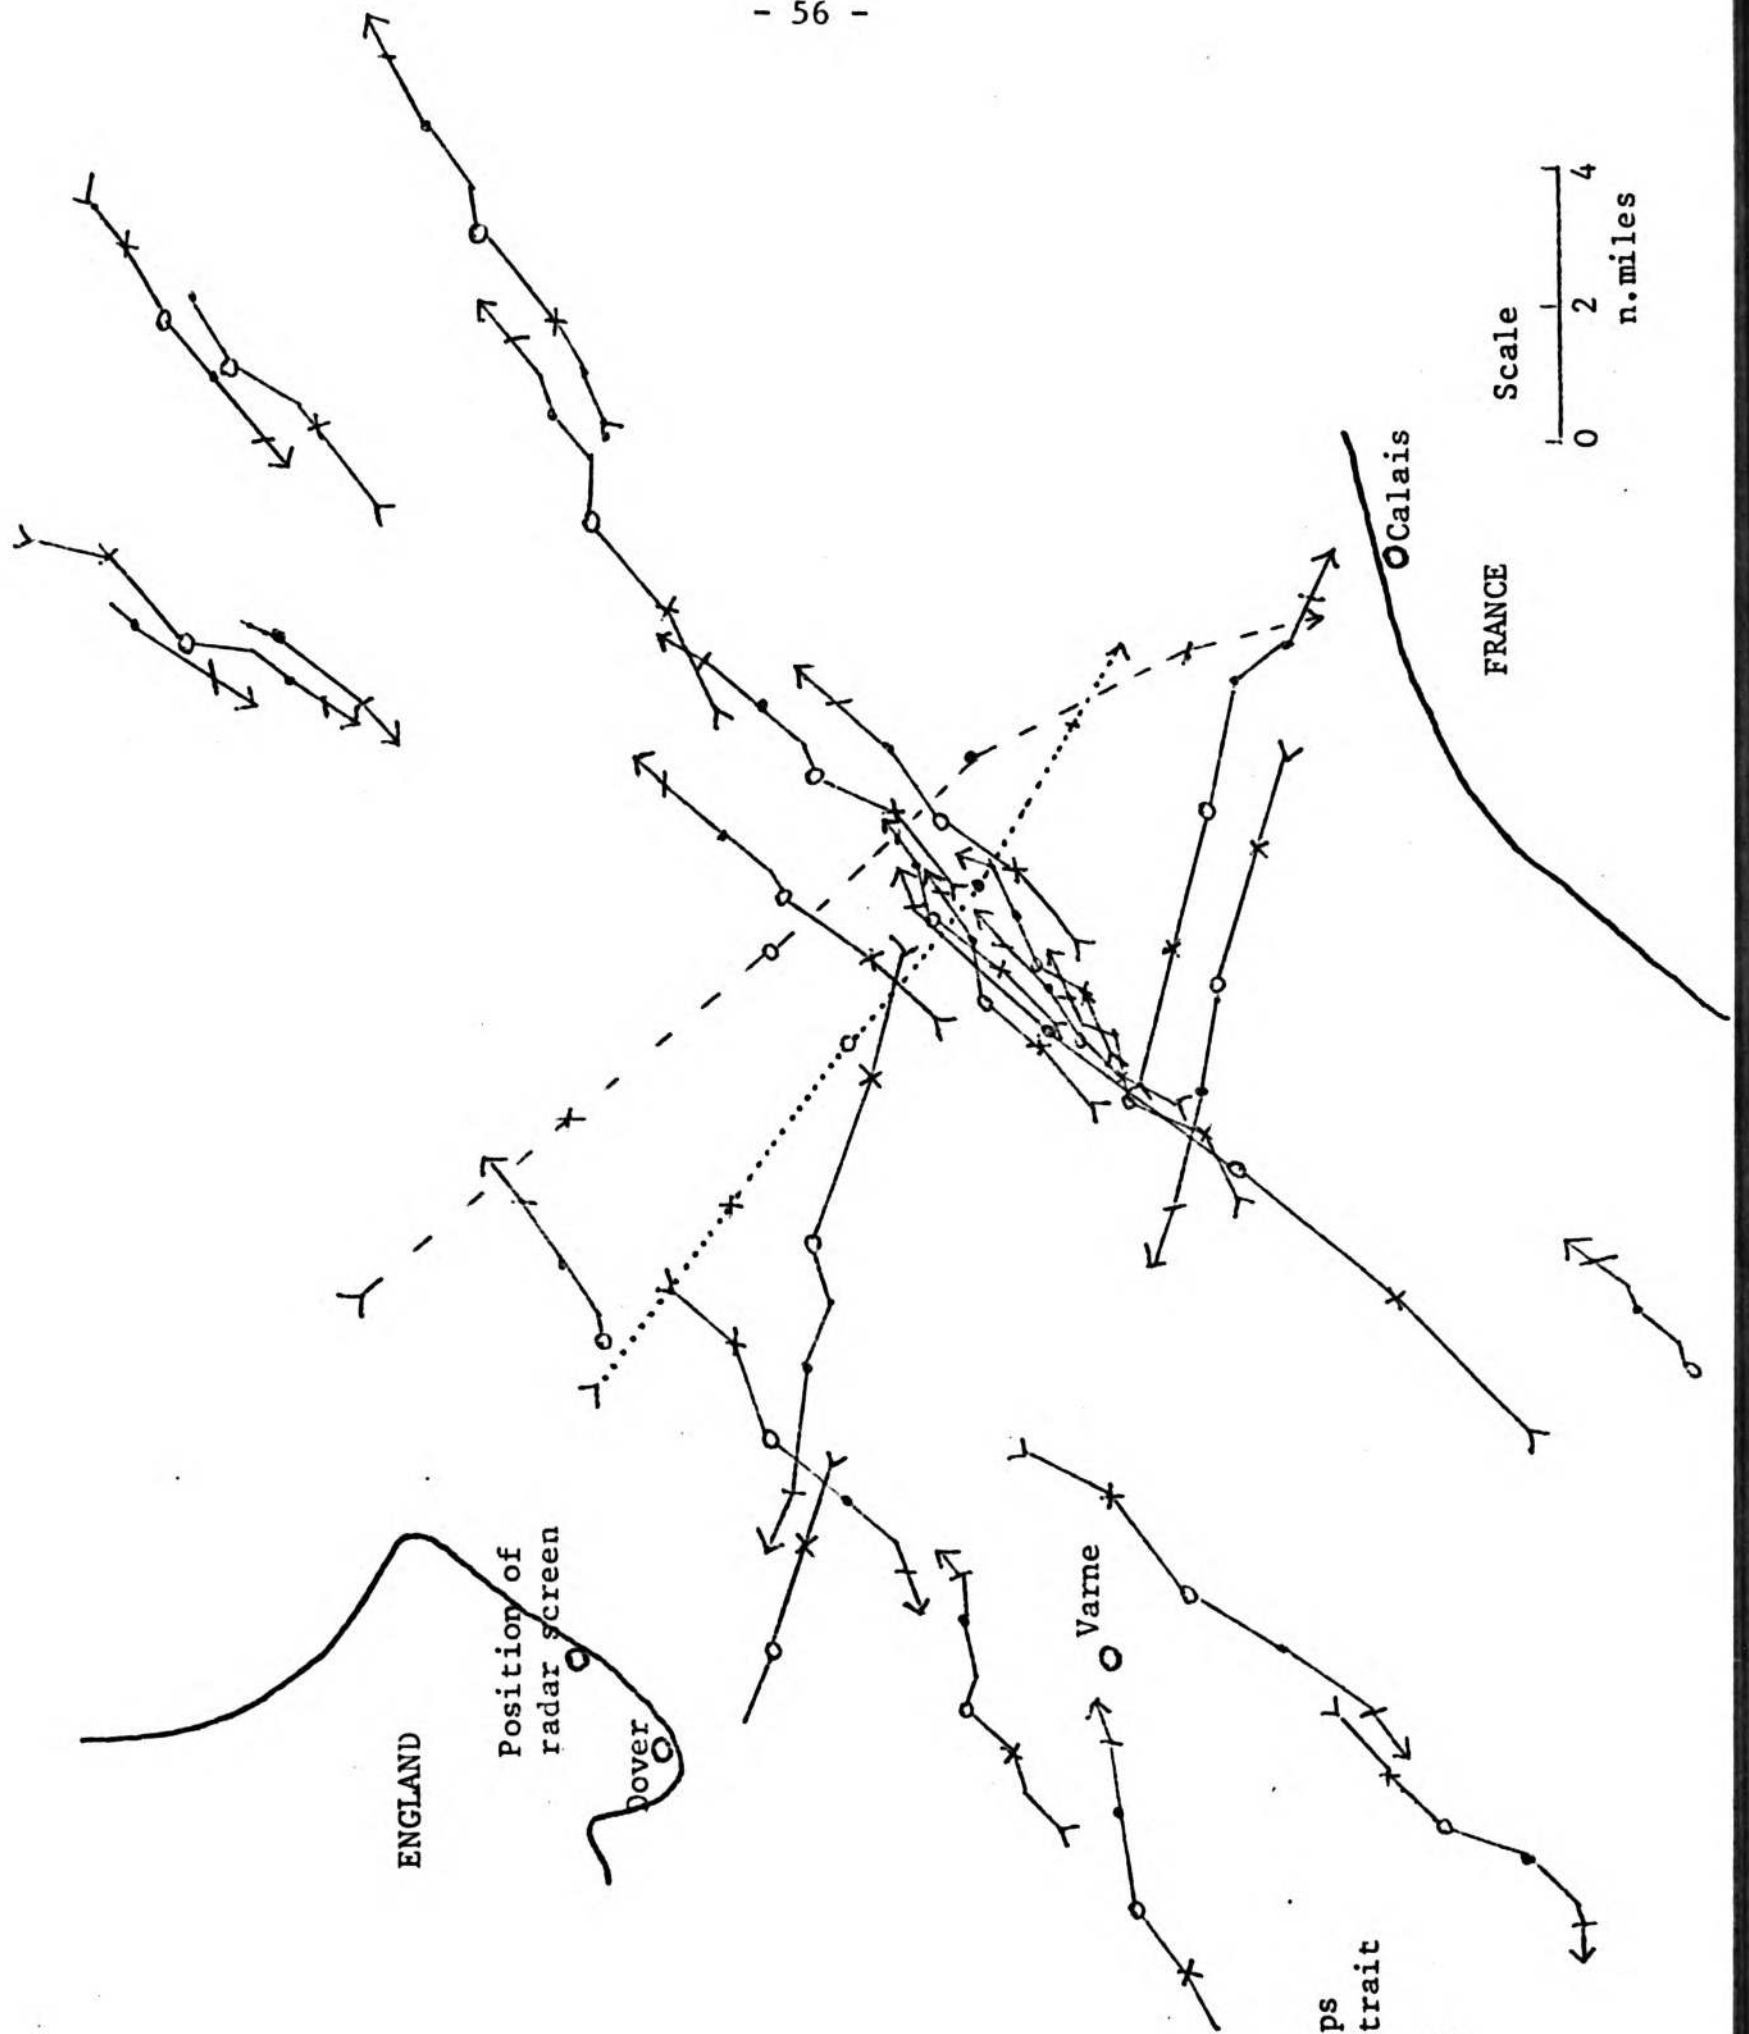 - 56 -
ENGLAND
Position of
radar screen
Dover
Varne
FRANCE
Calais
Scale
0 2 4
n.miles
ps
trait